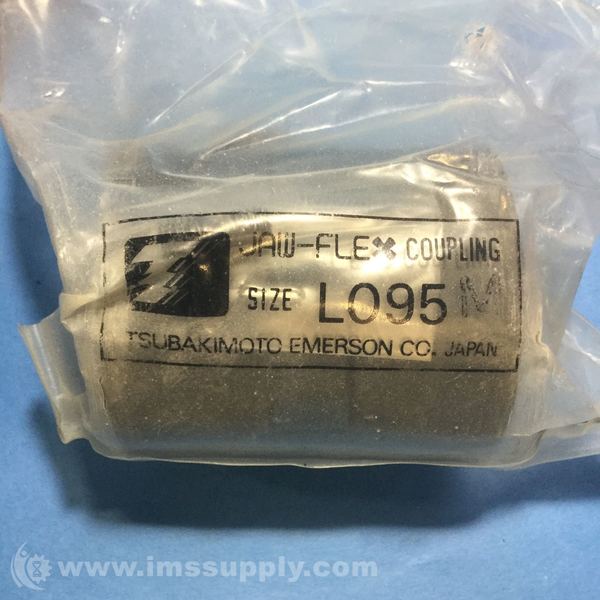 JAW-FLEX COUPLING
SIZE L095 M
TSUBAKIMOTO EMERSON CO. JAPAN
www.imssupply.com